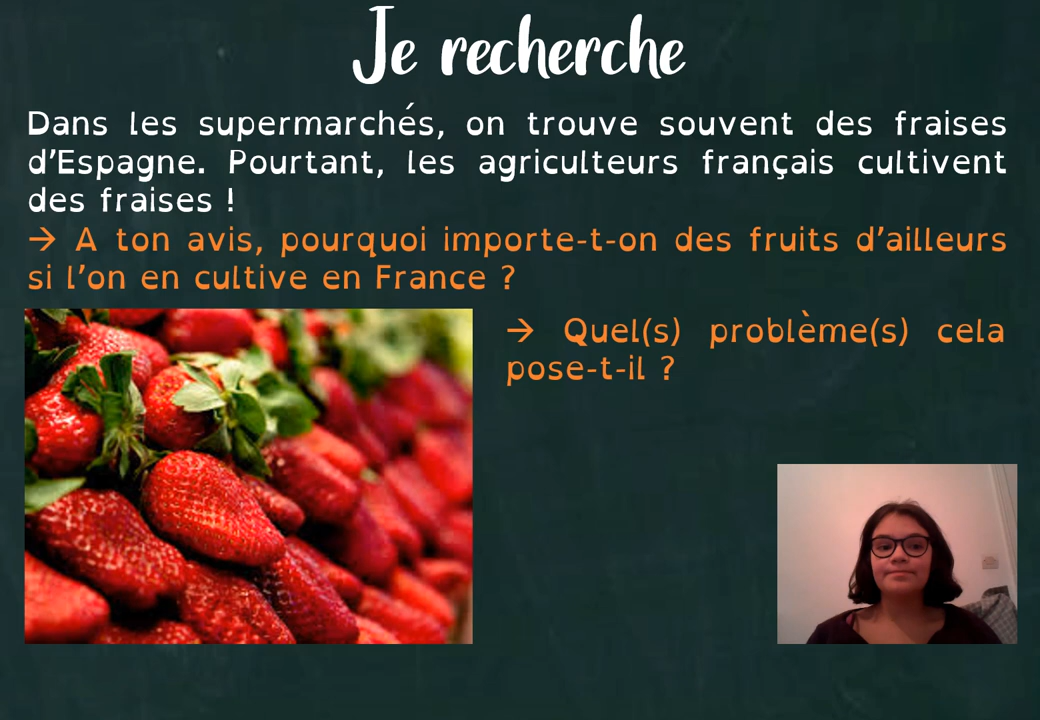 Je recherche
Dans les supermarchés, on trouve souvent des fraises
d'Espagne. Pourtant, les agriculteurs français cultivent
des fraises !
→ A ton avis, pourquoi importe-t-on des fruits d'ailleurs
si l'on en cultive en France ?
→ Quel(s) problème(s) cela
pose-t-il ?